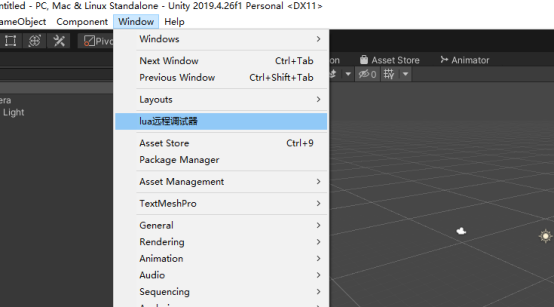 ntitled - PC, Mac & Linux Standalone - Unity 2019.4.26f1 Personal <DX11>
ameObject Component Window Help
Pivo
Windows
Next Window Ctrl+Tab
Previous Window Ctrl+Shift+Tab
Layouts
lua远程调试器
Asset Store Ctrl+9
Package Manager
Asset Management
TextMeshPro
General
Rendering
Animation
Audio
Sequencing
era
Light
on Asset Store Animator
0